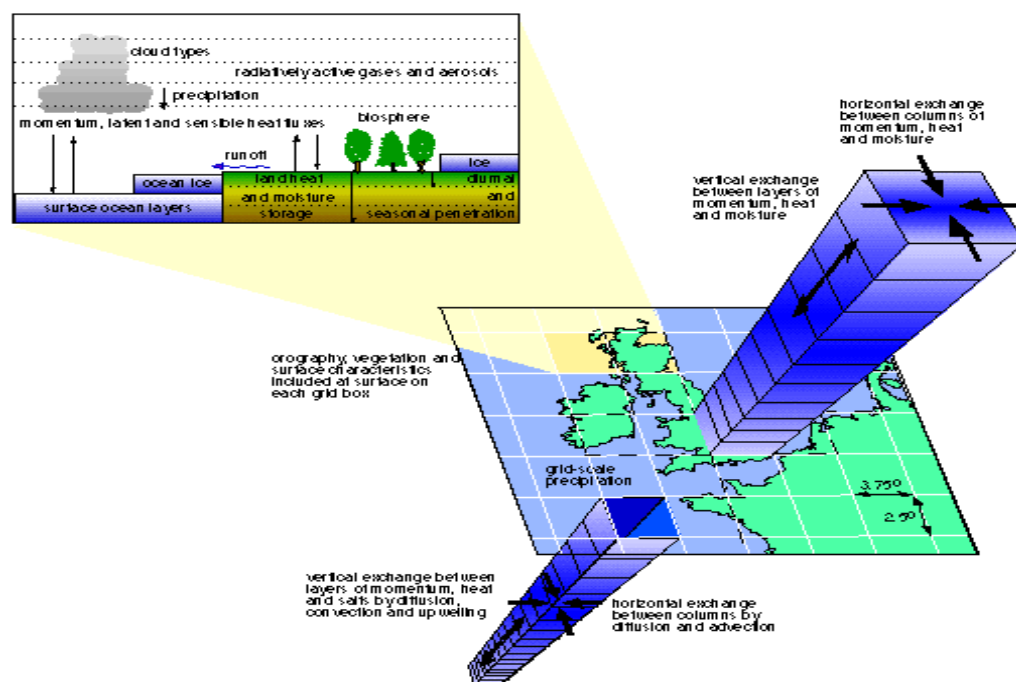 cloud types
radiatively active gases and aerosols
precipitation
momentum, latent and sensible heat fluxes
biosphere
run off
ice
ocean ice
land heat
diurnal
and moisture
and
surface ocean layers
storage
seasonal penetration
horizontal exchange
between columns of
momentum, heat
and moisture
vertical exchange
between layers of
momentum, heat
and moisture
orography, vegetation and
surface characteristics
included at surface on
each grid box
grid-scale
precipitation
3.75°
2.5°
vertical exchange between
layers of momentum, heat
and salts by diffusion,
convection and upwelling
horizontal exchange
between columns by
diffusion and advection